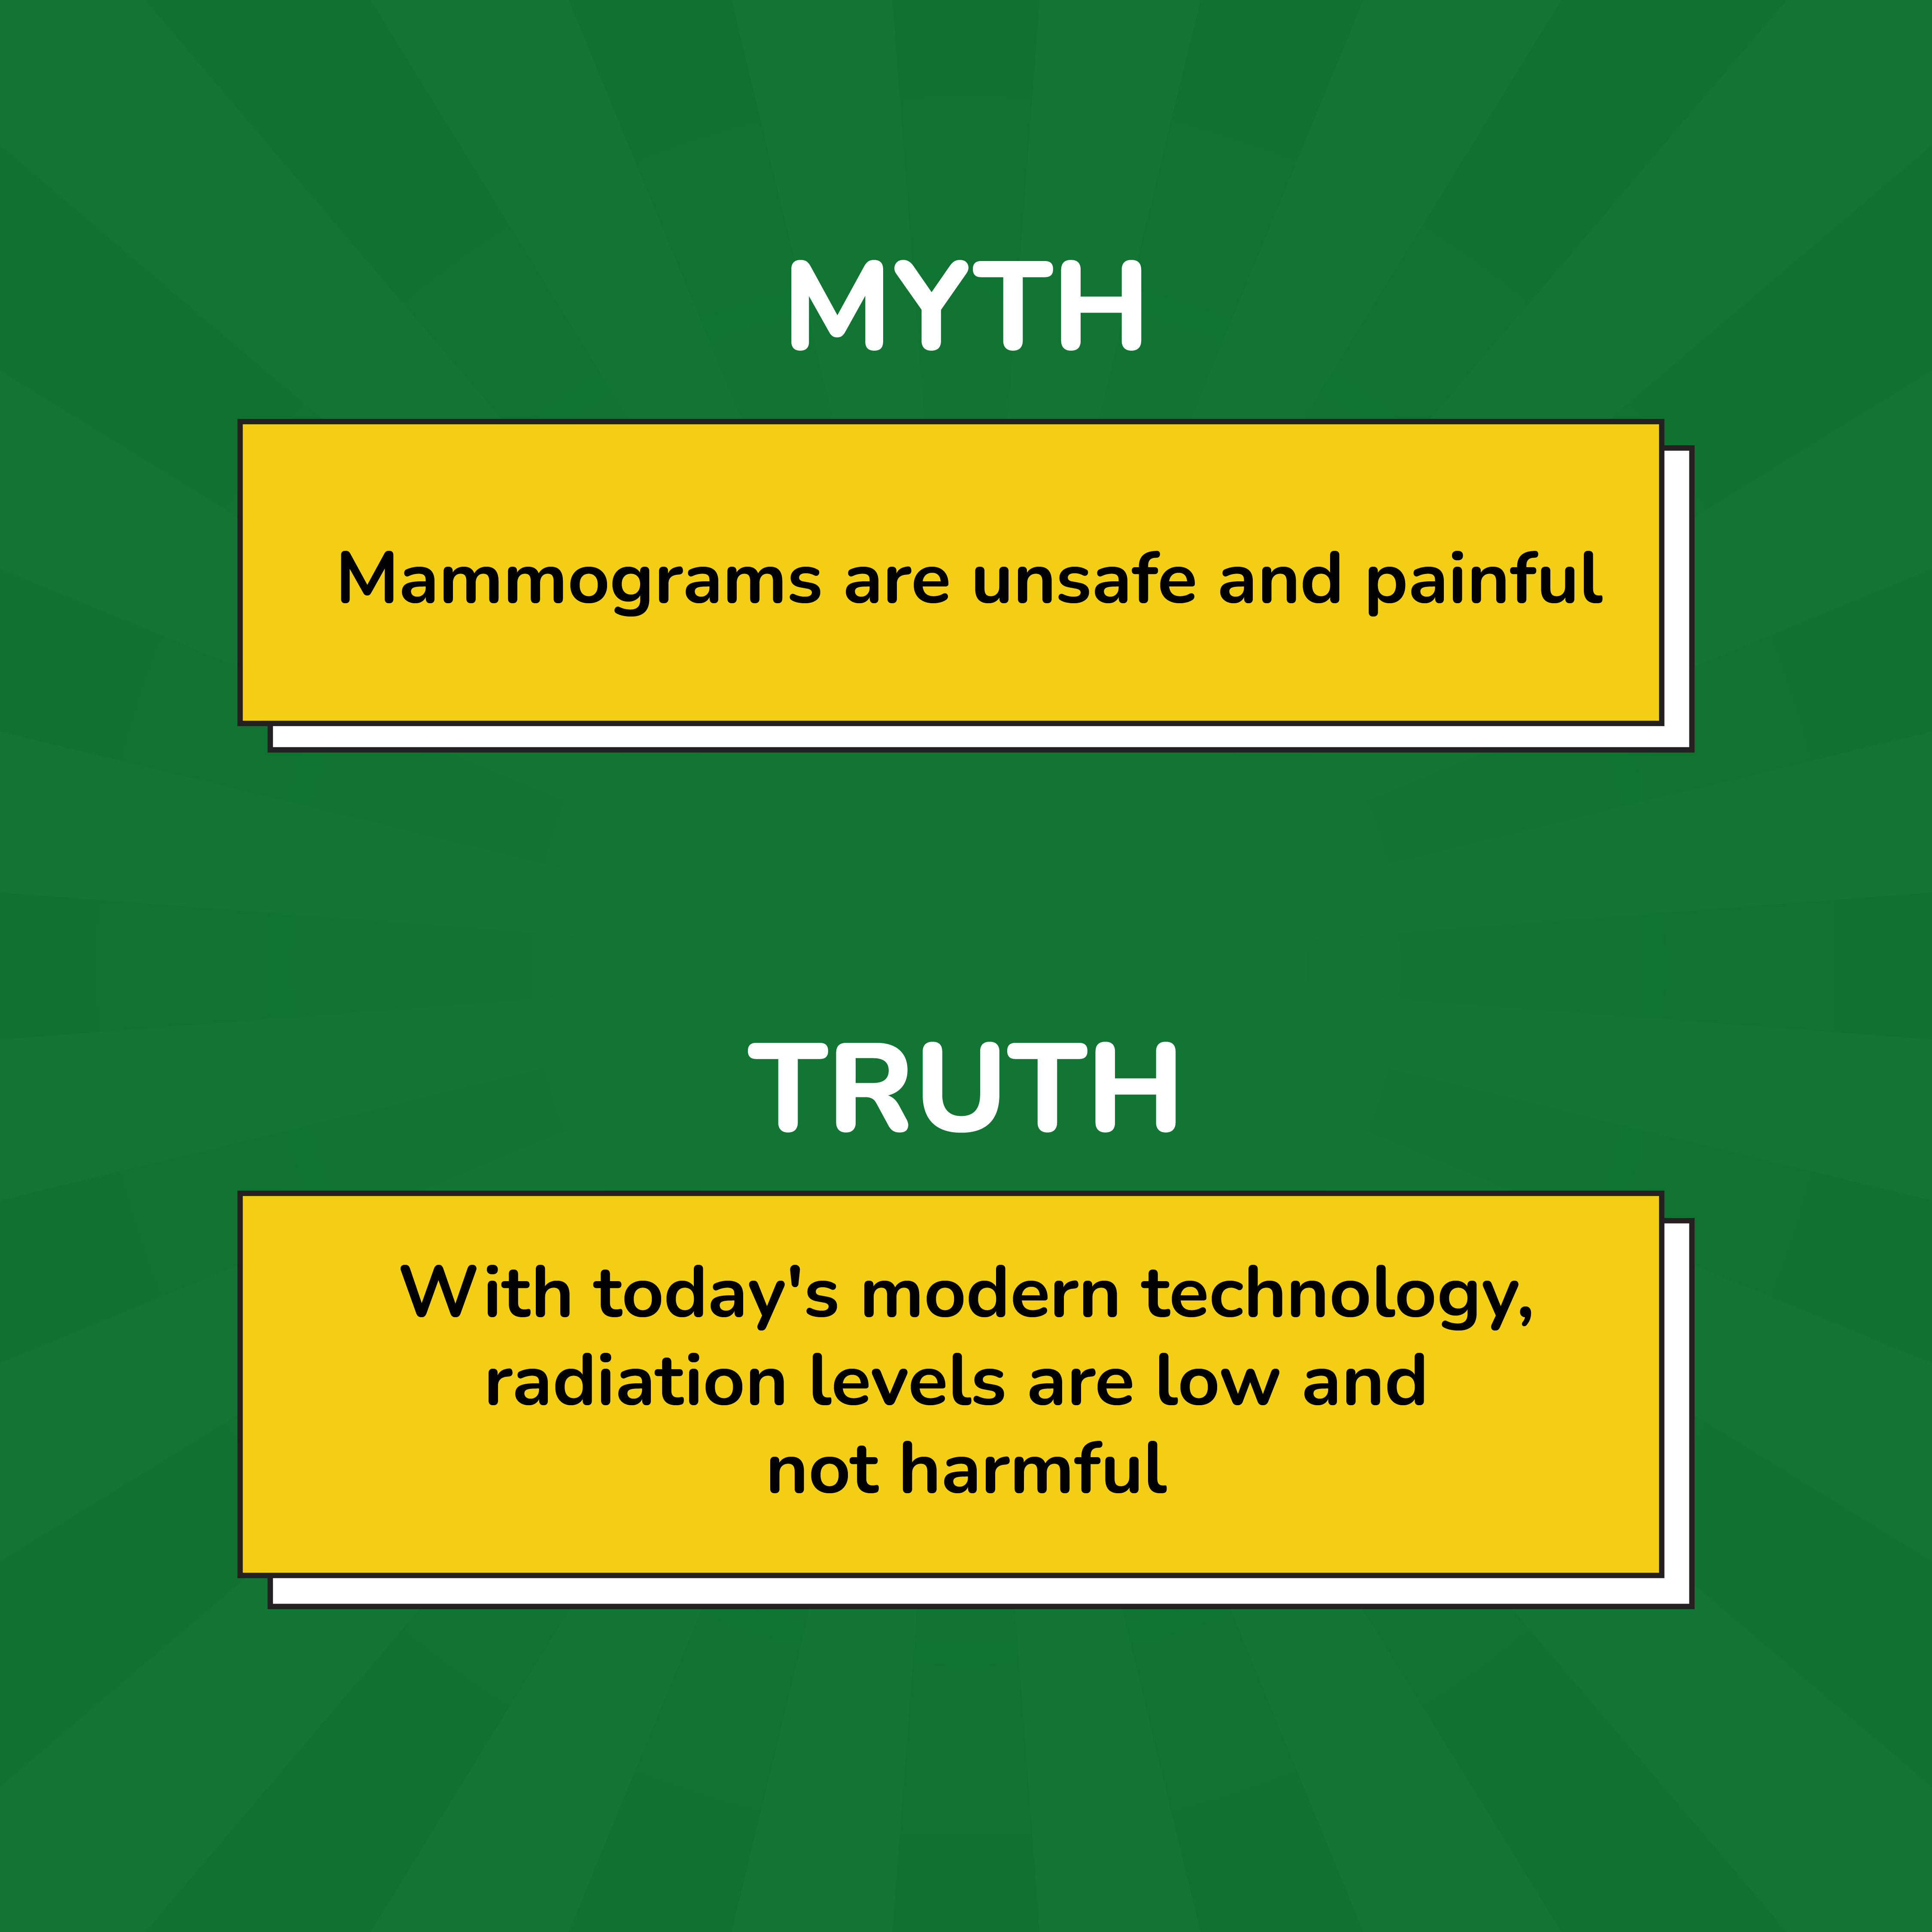 MYTH
Mammograms are unsafe and painful
TRUTH
With today's modern technology,
radiation levels are low and
not harmful